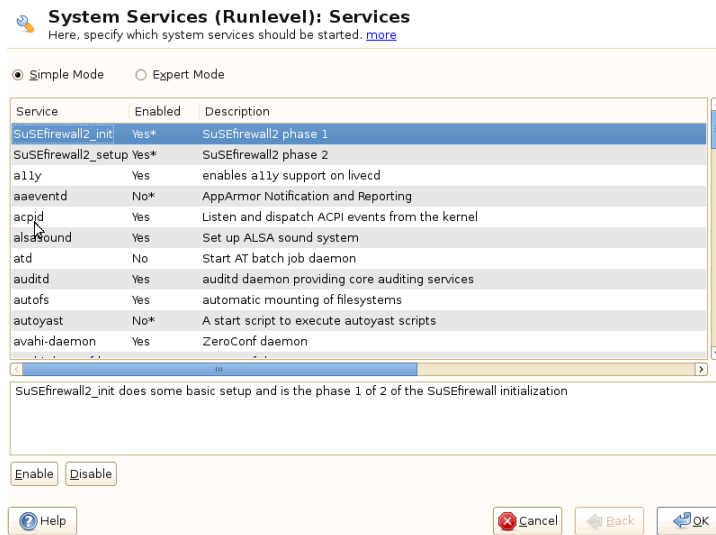 System Services (Runlevel): Services
Here, specify which system services should be started. more
Simple Mode Expert Mode
Service Enabled Description
SuSEfirewall2_init Yes* SuSEfirewall2 phase 1
SuSEfirewall2_setup Yes* SuSEfirewall2 phase 2
a11y Yes enables a11y support on livecd
aaeventd No* AppArmor Notification and Reporting
acpid Yes Listen and dispatch ACPI events from the kernel
alsasound Yes Set up ALSA sound system
atd No Start AT batch job daemon
auditd Yes auditd daemon providing core auditing services
autofs Yes automatic mounting of filesystems
autoyast No* A start script to execute autoyast scripts
avahi-daemon Yes ZeroConf daemon
SuSEfirewall2_init does some basic setup and is the phase 1 of 2 of the SuSEfirewall initialization
Enable Disable
Help Cancel Back OK